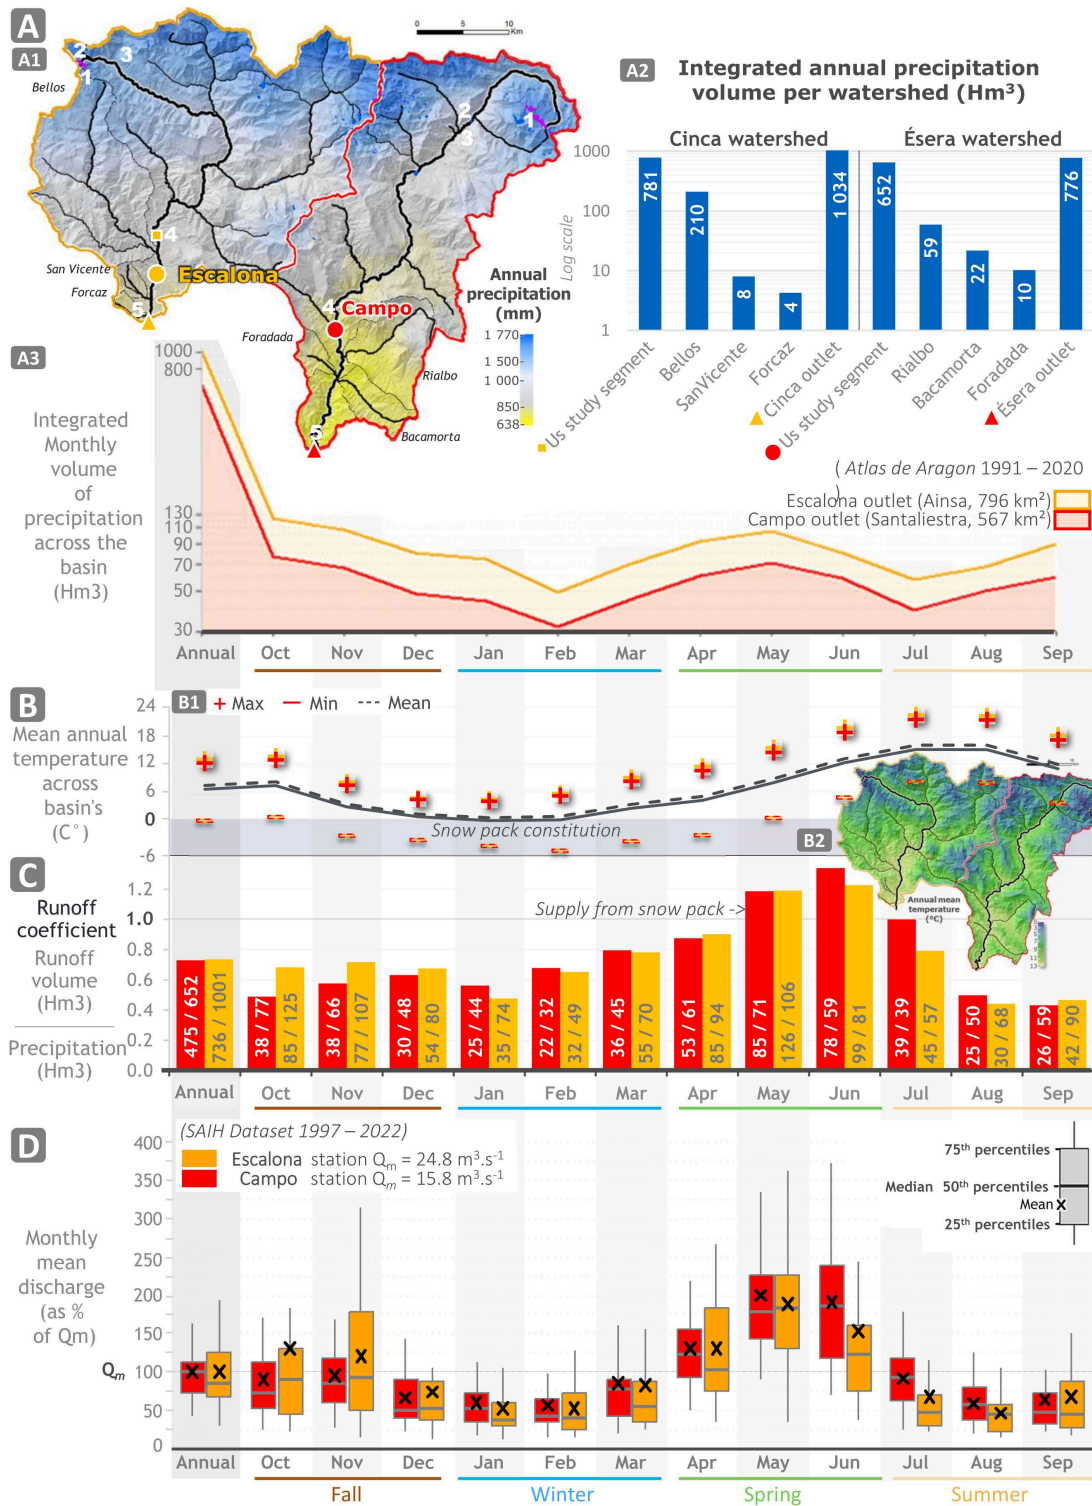 A
A1
2
3
1
Bellos
0 5 10 Km
2
3
1
4
San Vicente
Escalona
Forcaz
5
4
Campo
Foradada
Rialbo
5
Bacamorta
Annual
precipitation
(mm)
1 770
1 500
1 000
850
638
A2
Integrated annual precipitation
volume per watershed (Hm³)
Cinca watershed
Ésera watershed
Log scale
1000
100
10
1
781
210
8
4
1 034
652
59
22
10
776
Us study segment
Bellos
SanVicente
Forcaz
Cinca outlet
Us study segment
Rialbo
Bacamorta
Foradada
Ésera outlet
( Atlas de Aragon 1991 – 2020
)
Escalona outlet (Ainsa, 796 km²)
Campo outlet (Santaliestra, 567 km²)
A3
Integrated
Monthly
volume
of
precipitation
across the
basin
(Hm3)
1000
800
130
110
90
70
50
30
Annual Oct Nov Dec Jan Feb Mar Apr May Jun Jul Aug Sep
B
B1
+ Max — Min ---- Mean
Mean annual
temperature
across
basin's
(C°)
24
18
12
6
0
-6
Snow pack constitution
B2
Annual mean
temperature
(°C)
C
Runoff
coefficient
Runoff
volume
(Hm3)
Precipitation
(Hm3)
1.2
1.0
0.8
0.6
0.4
0.2
0.0
Supply from snow pack ->
475 / 652
736 / 1001
38 / 77
85 / 125
38 / 66
77 / 107
30 / 48
54 / 80
25 / 44
35 / 74
22 / 32
32 / 49
36 / 45
55 / 70
53 / 61
85 / 94
85 / 71
126 / 106
78 / 59
99 / 81
39 / 39
45 / 57
25 / 50
30 / 68
26 / 59
42 / 90
Annual Oct Nov Dec Jan Feb Mar Apr May Jun Jul Aug Sep
D
(SAIH Dataset 1997 – 2022)
Escalona station Qm = 24.8 m³.s⁻¹
Campo station Qm = 15.8 m³.s⁻¹
75th percentiles
Median 50th percentiles
Mean X
25th percentiles
Monthly
mean
discharge
(as %
of Qm)
400
350
300
250
200
150
Qm 100
50
0
Annual Oct Nov Dec Jan Feb Mar Apr May Jun Jul Aug Sep
Fall Winter Spring Summer